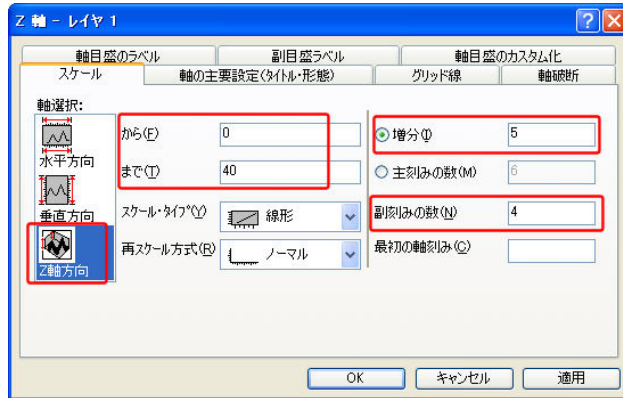 Z 軸 - レイヤ 1
軸目盛のラベル
副目盛ラベル
軸目盛のカスタム化
スケール
軸の主要設定(タイトル・形態)
グリッド線
軸破断
軸選択:
水平方向
垂直方向
Z軸方向
から(F)
0
まで(T)
40
スケール・タイプ(Y)
線形
再スケール方式(R)
ノーマル
増分(I)
5
主刻みの数(M)
6
副刻みの数(N)
4
最初の軸刻み(C)
OK
キャンセル
適用